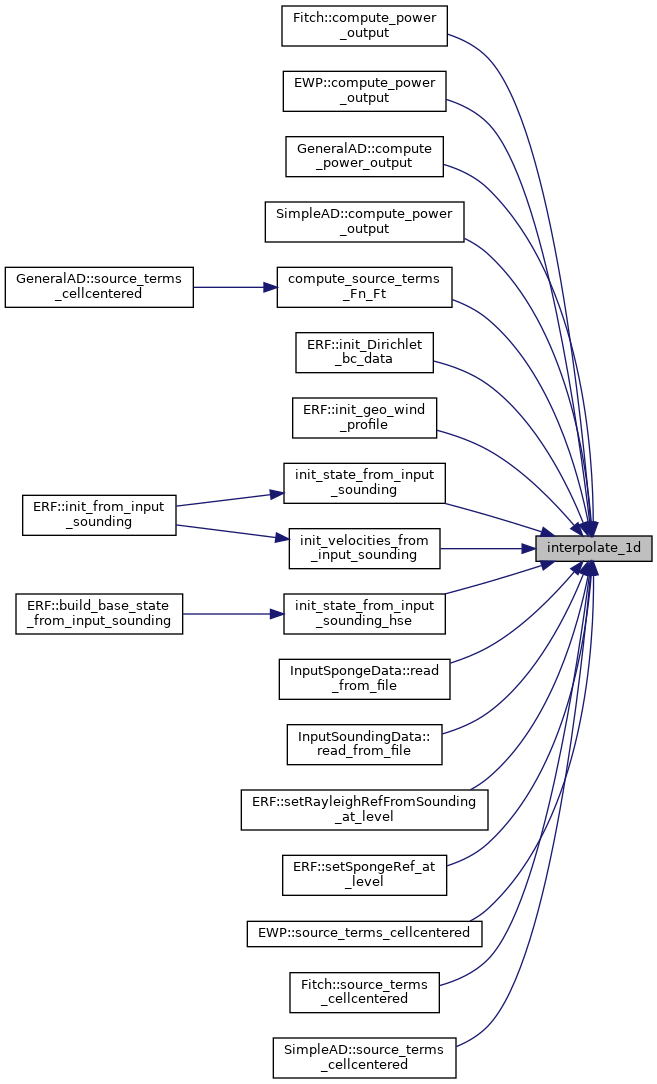 Fitch::compute_power
_output
EWP::compute_power
_output
GeneralAD::compute
_power_output
SimpleAD::compute_power
_output
GeneralAD::source_terms
_cellcentered
compute_source_terms
_Fn_Ft
ERF::init_Dirichlet
_bc_data
ERF::init_geo_wind
_profile
init_state_from_input
_sounding
ERF::init_from_input
_sounding
init_velocities_from
_input_sounding
interpolate_1d
ERF::build_base_state
_from_input_sounding
init_state_from_input
_sounding_hse
InputSpongeData::read
_from_file
InputSoundingData::
read_from_file
ERF::setRayleighRefFromSounding
_at_level
ERF::setSpongeRef_at
_level
EWP::source_terms_cellcentered
Fitch::source_terms
_cellcentered
SimpleAD::source_terms
_cellcentered